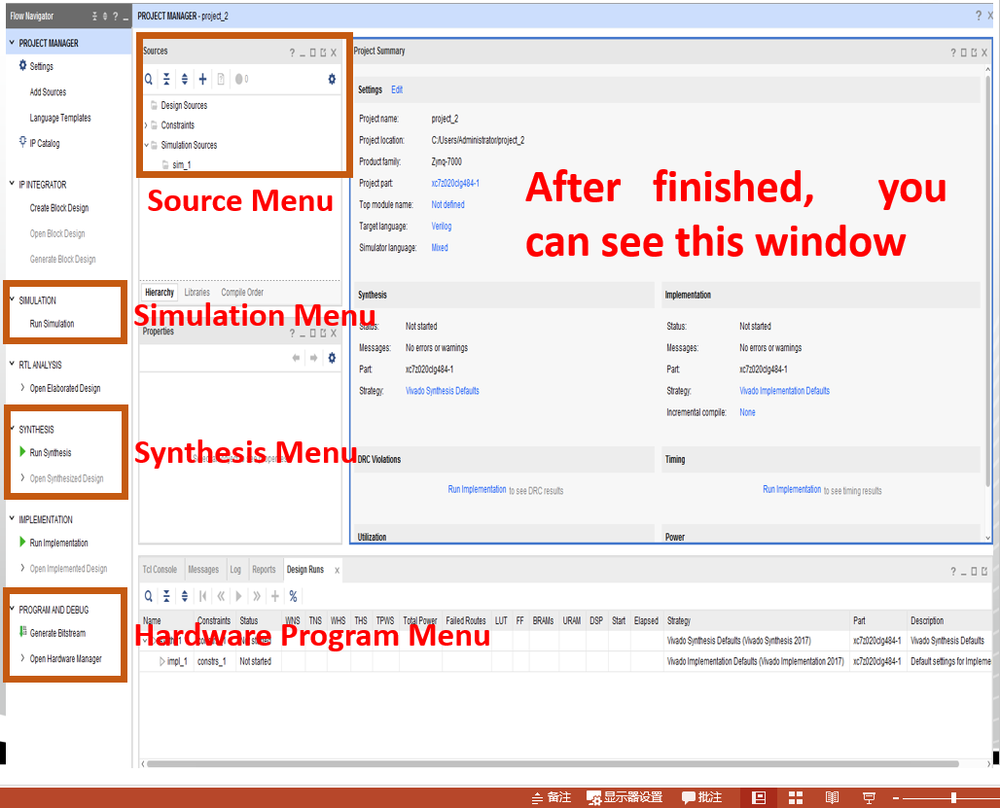 Flow Navigator
PROJECT MANAGER - project_2
PROJECT MANAGER
Settings
Add Sources
Language Templates
IP Catalog
IP INTEGRATOR
Create Block Design
Open Block Design
Generate Block Design
SIMULATION
Run Simulation
RTL ANALYSIS
Open Elaborated Design
SYNTHESIS
Run Synthesis
Open Synthesized Design
IMPLEMENTATION
Run Implementation
Open Implemented Design
PROGRAM AND DEBUG
Generate Bitstream
Open Hardware Manager
Sources
0
Design Sources
Constraints
Simulation Sources
sim_1
Source Menu
Hierarchy Libraries Compile Order
Simulation Menu
Properties
Synthesis Menu
Project Summary
Settings Edit
Project name: project_2
Project location: C:/Users/Administrator/project_2
Product family: Zynq-7000
Project part: xc7z020clg484-1
Top module name: Not defined
Target language: Verilog
Simulator language: Mixed
After finished, you
can see this window
Synthesis
Status: Not started
Messages: No errors or warnings
Part: xc7z020clg484-1
Strategy: Vivado Synthesis Defaults
Implementation
Status: Not started
Messages: No errors or warnings
Part: xc7z020clg484-1
Strategy: Vivado Implementation Defaults
Incremental compile: None
DRC Violations
Run Implementation to see DRC results
Timing
Run Implementation to see timing results
Utilization
Power
Tcl Console Messages Log Reports Design Runs
Name Constraints Status WNS TNS WHS THS TPWS Total Power Failed Routes LUT FF BRAMs URAM DSP Start Elapsed Strategy Part Description
Hardware Program Menu
Vivado Synthesis Defaults (Vivado Synthesis 2017) xc7z020clg484-1 Vivado Synthesis Defaults
impl_1 constrs_1 Not started Vivado Implementation Defaults (Vivado Implementation 2017) xc7z020clg484-1 Default settings for Impleme
备注 显示器设置 批注